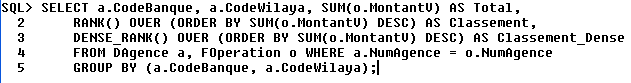 SQL> SELECT a.CodeBanque, a.CodeWilaya, SUM(o.MontantV) AS Total,
2 RANK() OVER (ORDER BY SUM(o.MontantV) DESC) AS Classement,
3 DENSE_RANK() OVER (ORDER BY SUM(o.MontantV) DESC) AS Classement_Dense
4 FROM DAgence a, FOperation o WHERE a.NumAgence = o.NumAgence
5 GROUP BY (a.CodeBanque, a.CodeWilaya);